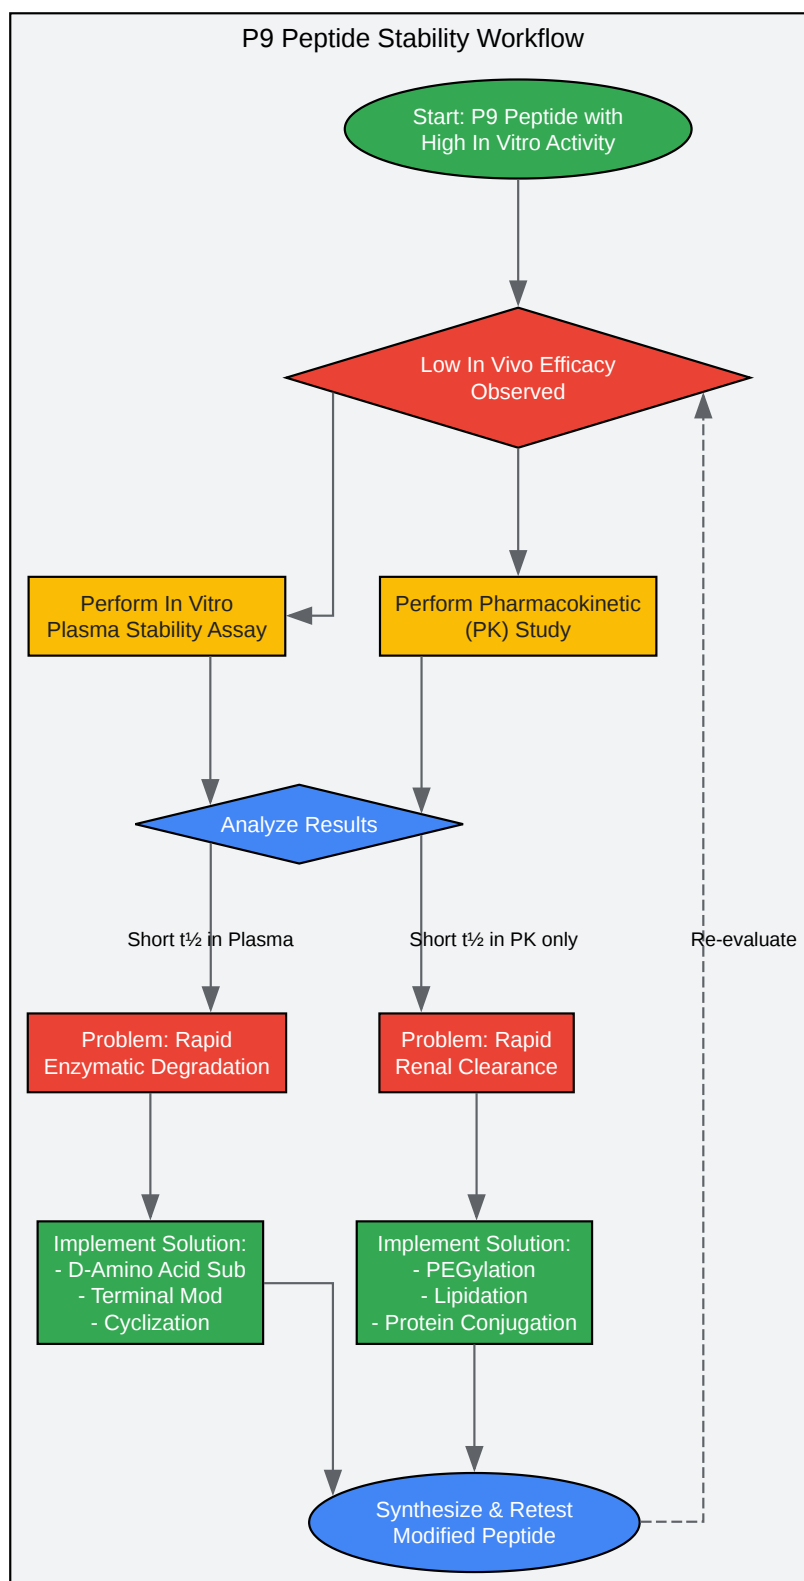 P9 Peptide Stability Workflow
Start: P9 Peptide with
High In Vitro Activity
Low In Vivo Efficacy
Observed
Perform In Vitro
Plasma Stability Assay
Perform Pharmacokinetic
(PK) Study
Analyze Results
Short t½ in Plasma
Short t½ in PK only
Re-evaluate
Problem: Rapid
Enzymatic Degradation
Problem: Rapid
Renal Clearance
Implement Solution:
- D-Amino Acid Sub
- Terminal Mod
- Cyclization
Implement Solution:
- PEGylation
- Lipidation
- Protein Conjugation
Synthesize & Retest
Modified Peptide